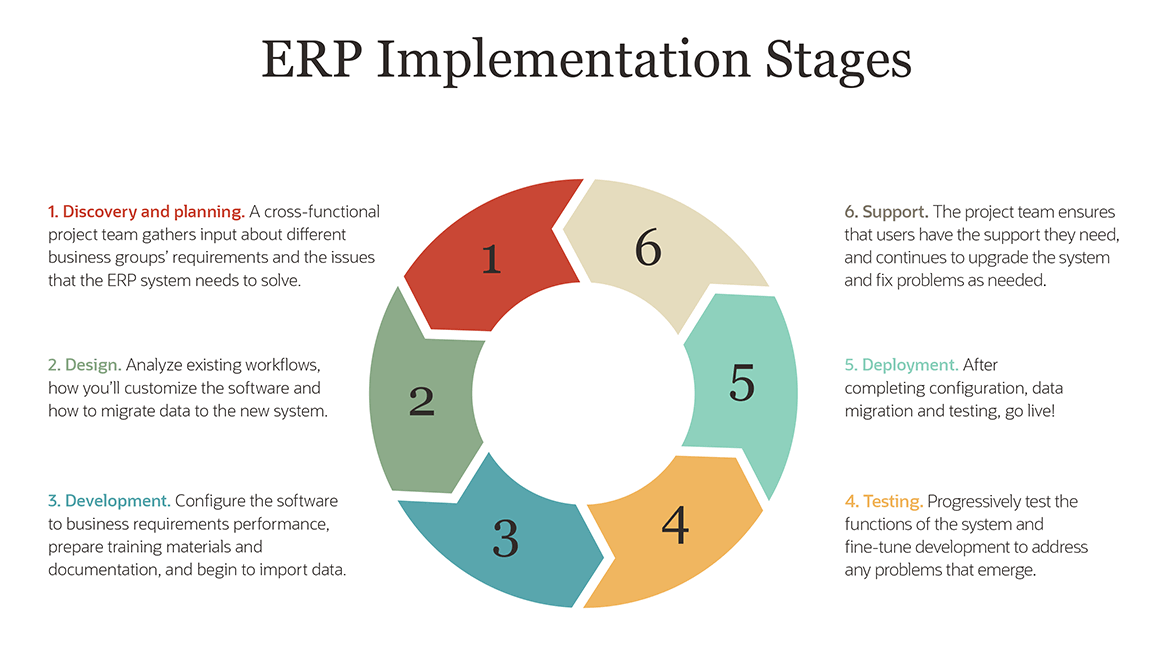 ERP Implementation Stages
1. Discovery and planning. A cross-functional
project team gathers input about different
business groups’ requirements and the issues
that the ERP system needs to solve.
2. Design. Analyze existing workflows,
how you’ll customize the software and
how to migrate data to the new system.
3. Development. Configure the software
to business requirements performance,
prepare training materials and
documentation, and begin to import data.
1
2
3
4
5
6
6. Support. The project team ensures
that users have the support they need,
and continues to upgrade the system
and fix problems as needed.
5. Deployment. After
completing configuration, data
migration and testing, go live!
4. Testing. Progressively test the
functions of the system and
fine-tune development to address
any problems that emerge.